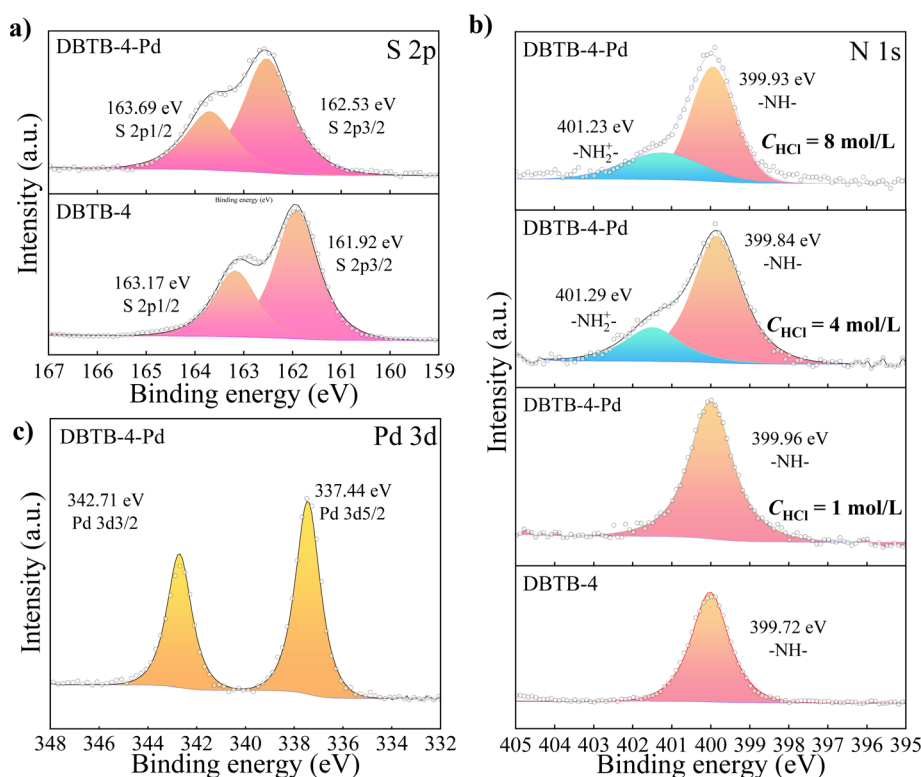 a)
DBTB-4-Pd
S 2p
163.69 eV
S 2p1/2
162.53 eV
S 2p3/2
Binding energy (eV)
DBTB-4
163.17 eV
S 2p1/2
161.92 eV
S 2p3/2
Intensity (a.u.)
167 166 165 164 163 162 161 160 159
Binding energy (eV)
c)
DBTB-4-Pd
Pd 3d
342.71 eV
Pd 3d3/2
337.44 eV
Pd 3d5/2
Intensity (a.u.)
348 346 344 342 340 338 336 334 332
Binding energy (eV)
b)
DBTB-4-Pd
N 1s
399.93 eV
-NH-
401.23 eV
-NH₂⁺-
C_HCl = 8 mol/L
DBTB-4-Pd
399.84 eV
-NH-
401.29 eV
-NH₂⁺-
C_HCl = 4 mol/L
DBTB-4-Pd
399.96 eV
-NH-
C_HCl = 1 mol/L
DBTB-4
399.72 eV
-NH-
Intensity (a.u.)
405 404 403 402 401 400 399 398 397 396 395
Binding energy (eV)